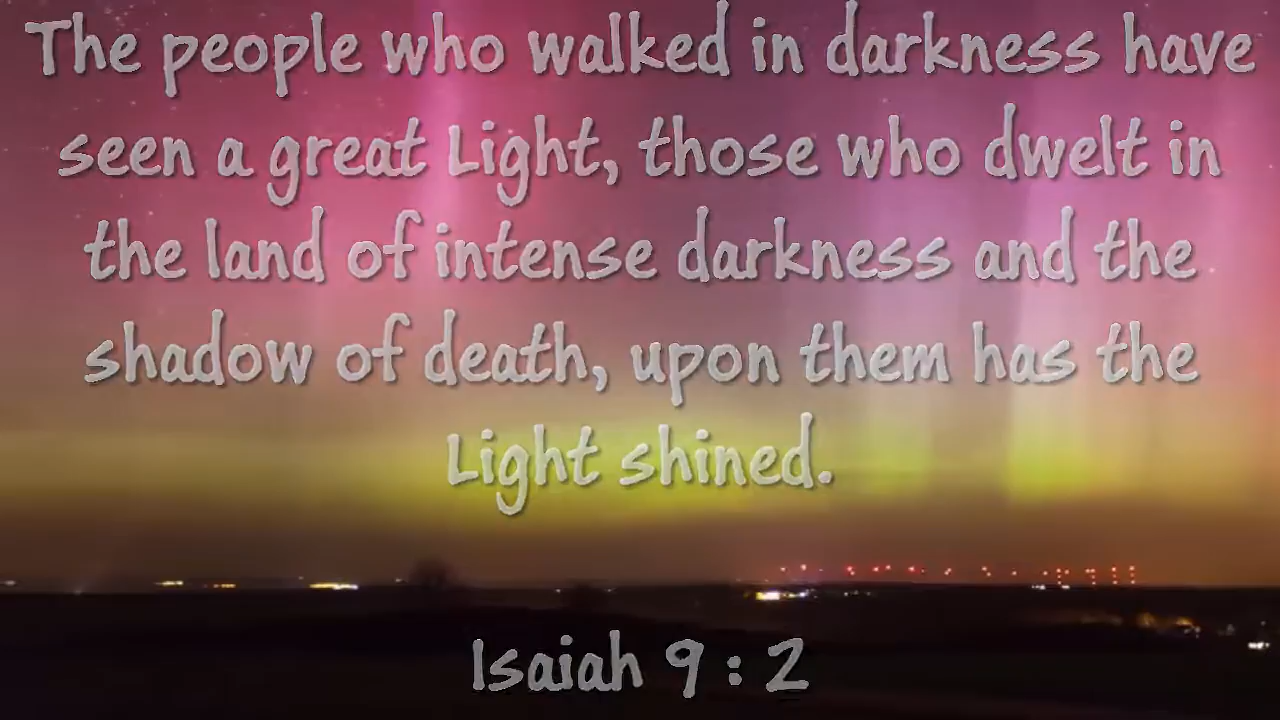 The people who walked in darkness have
seen a great Light, those who dwelt in
the land of intense darkness and the
shadow of death, upon them has the
Light shined.
Isaiah 9 : 2